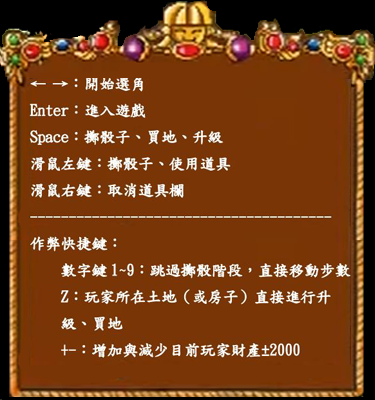 ← →：開始選角
Enter：進入遊戲
Space：擲骰子、買地、升級
滑鼠左鍵：擲骰子、使用道具
滑鼠右鍵：取消道具欄
---------------------------------------
作弊快捷鍵：
數字鍵1~9：跳過擲骰階段，直接移動步數
Z：玩家所在土地（或房子）直接進行升
級、買地
+-：增加與減少目前玩家財產±2000